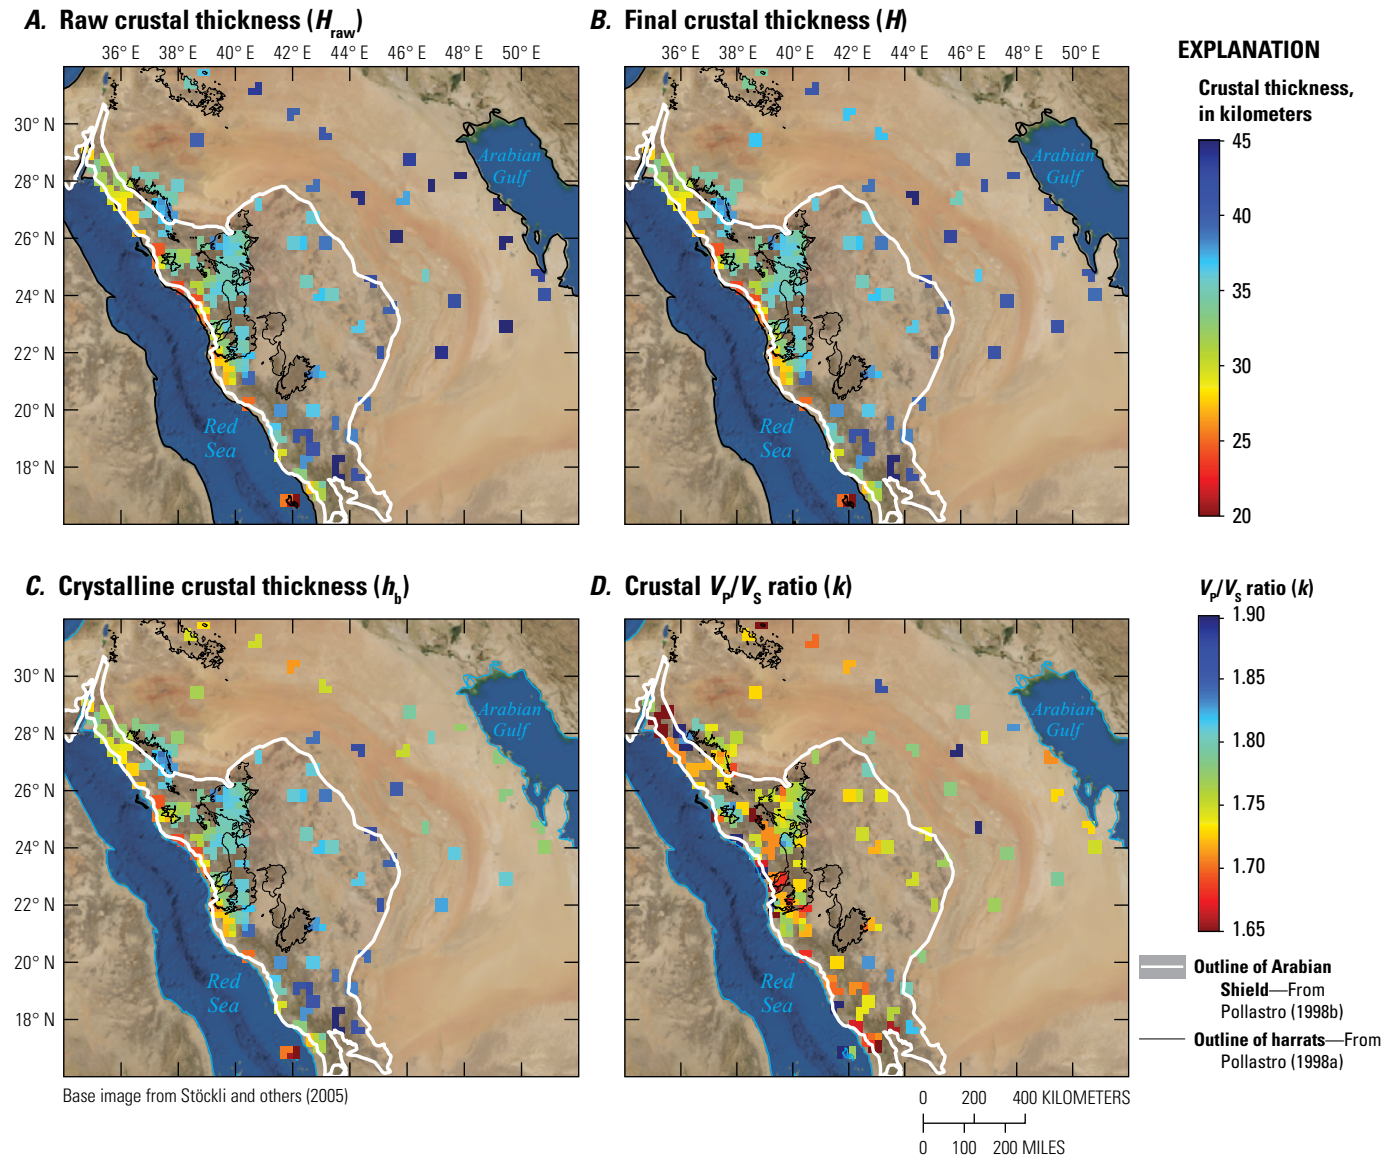 A. Raw crustal thickness (Hraw)
36° E 38° E 40° E 42° E 44° E 46° E 48° E 50° E
30° N
28° N
26° N
24° N
22° N
20° N
18° N
Arabian
Gulf
Red
Sea
B. Final crustal thickness (H)
36° E 38° E 40° E 42° E 44° E 46° E 48° E 50° E
Arabian
Gulf
Red
Sea
EXPLANATION
Crustal thickness,
in kilometers
45
40
35
30
25
20
C. Crystalline crustal thickness (hb)
30° N
28° N
26° N
24° N
22° N
20° N
18° N
Arabian
Gulf
Red
Sea
Base image from Stöckli and others (2005)
D. Crustal VP/VS ratio (k)
Arabian
Gulf
Red
Sea
VP/VS ratio (k)
1.90
1.85
1.80
1.75
1.70
1.65
Outline of Arabian
Shield—From
Pollastro (1998b)
Outline of harrats—From
Pollastro (1998a)
0 200 400 KILOMETERS
0 100 200 MILES